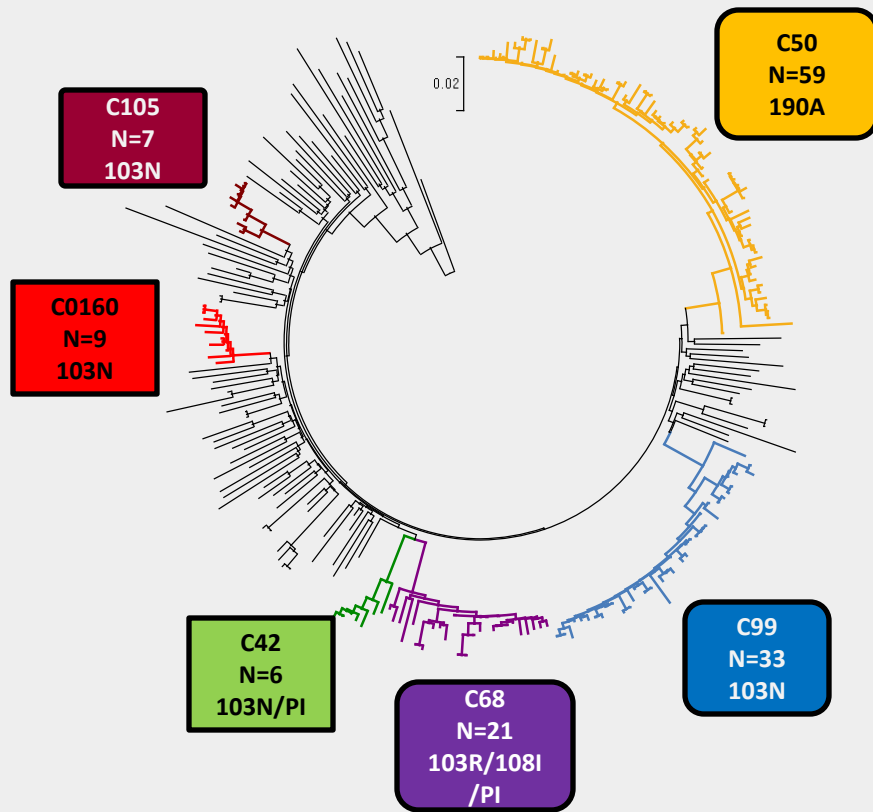 C50
N=59
190A
0.02
C105
N=7
103N
C0160
N=9
103N
C42
N=6
103N/PI
C68
N=21
103R/108I
/PI
C99
N=33
103N